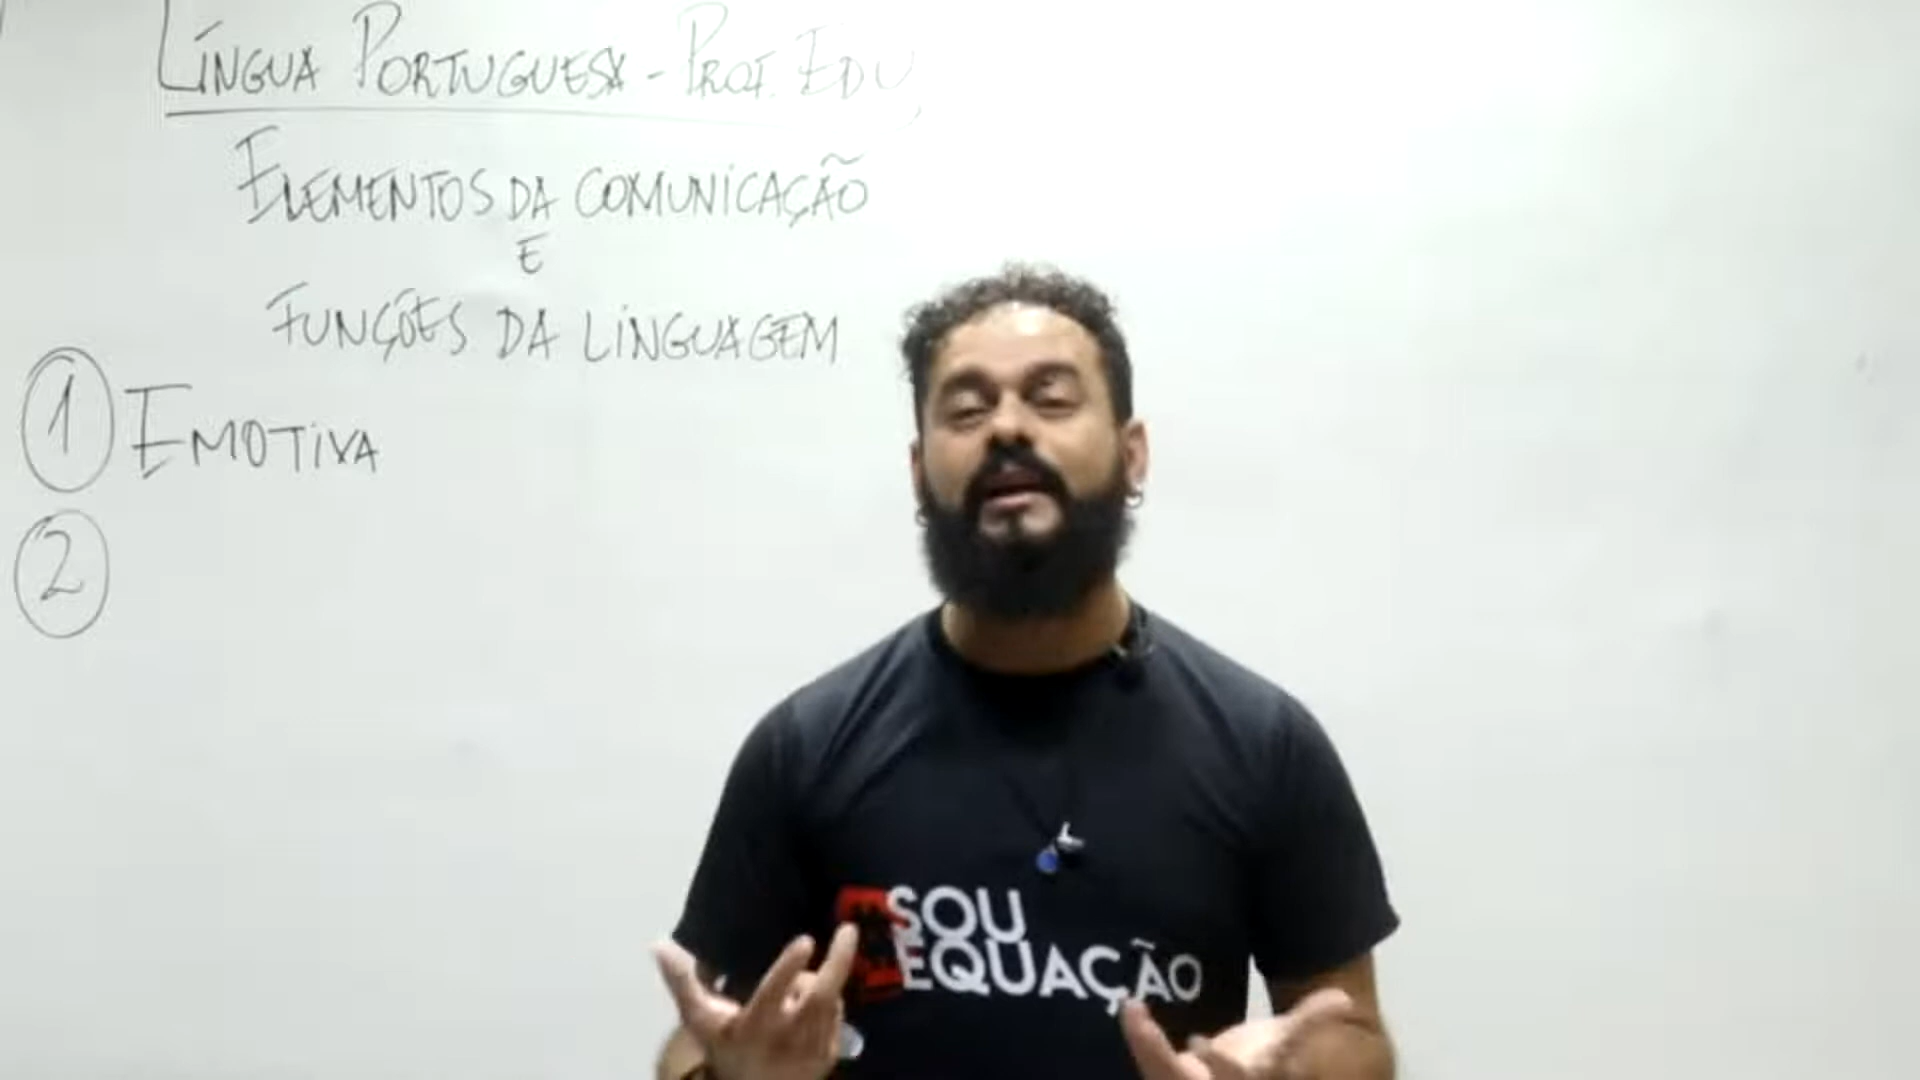 LÍNGUA PORTUGUESA - PROF. EDU
ELEMENTOS DA COMUNICAÇÃO
E
FUNÇÕES DA LINGUAGEM
1 EMOTIVA
2
SOU
EQUAÇÃO